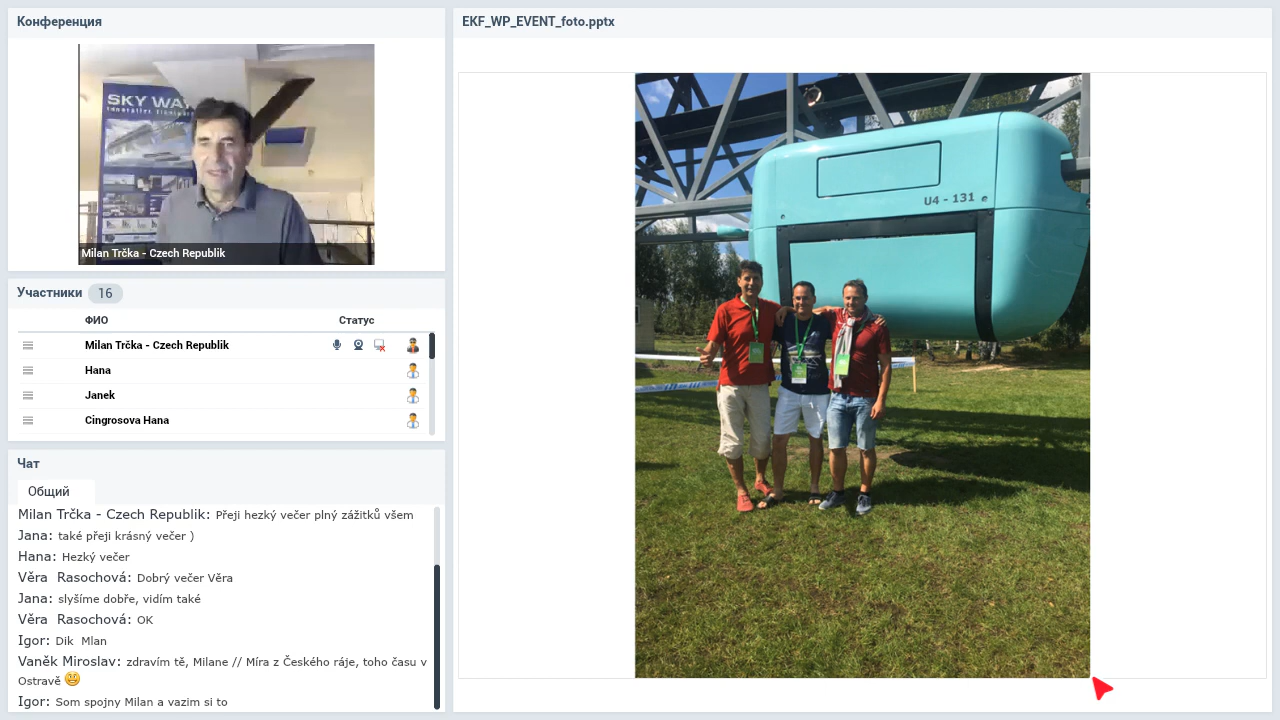 Конференция
SKY WA
Milan Trčka - Czech Republik
Участники 16
ФИО Статус
Milan Trčka - Czech Republik
Hana
Janek
Cingrosova Hana
Чат
Общий
Milan Trčka - Czech Republik: Přeji hezký večer plný zážitků všem
Jana: také přeji krásný večer )
Hana: Hezký večer
Věra Rasochová: Dobrý večer Věra
Jana: slyšíme dobře, vidím také
Věra Rasochová: OK
Igor: Dik Mlan
Vaněk Miroslav: zdravím tě, Milane // Míra z Českého ráje, toho času v
Ostravě
Igor: Som spojny Milan a vazim si to
EKF_WP_EVENT_foto.pptx
U4 - 131